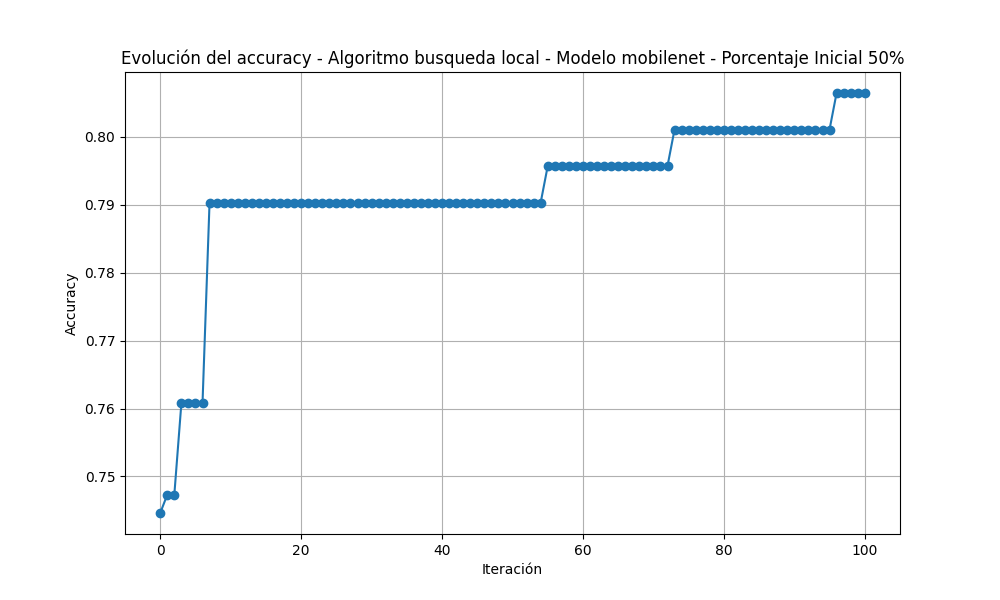 Evolución del accuracy - Algoritmo busqueda local - Modelo mobilenet - Porcentaje Inicial 50%
0.80
0.79
0.78
0.77
0.76
0.75
Accuracy
0 20 40 60 80 100
Iteración